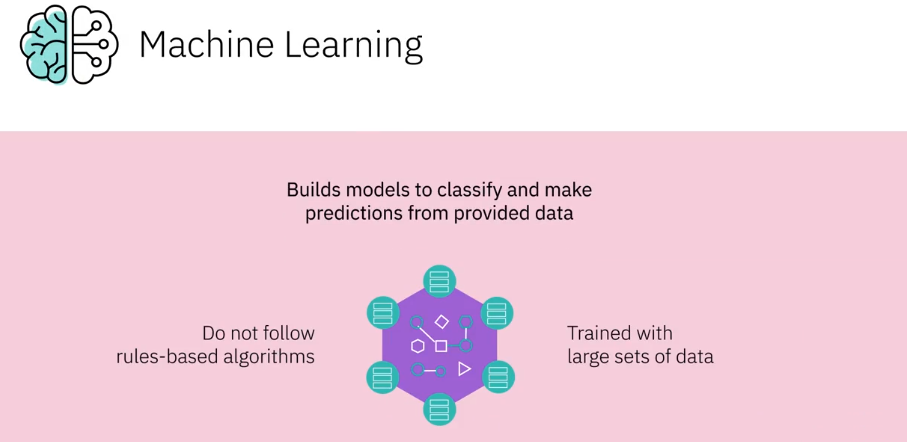 Machine Learning
Builds models to classify and make
predictions from provided data
Do not follow
rules-based algorithms
Trained with
large sets of data